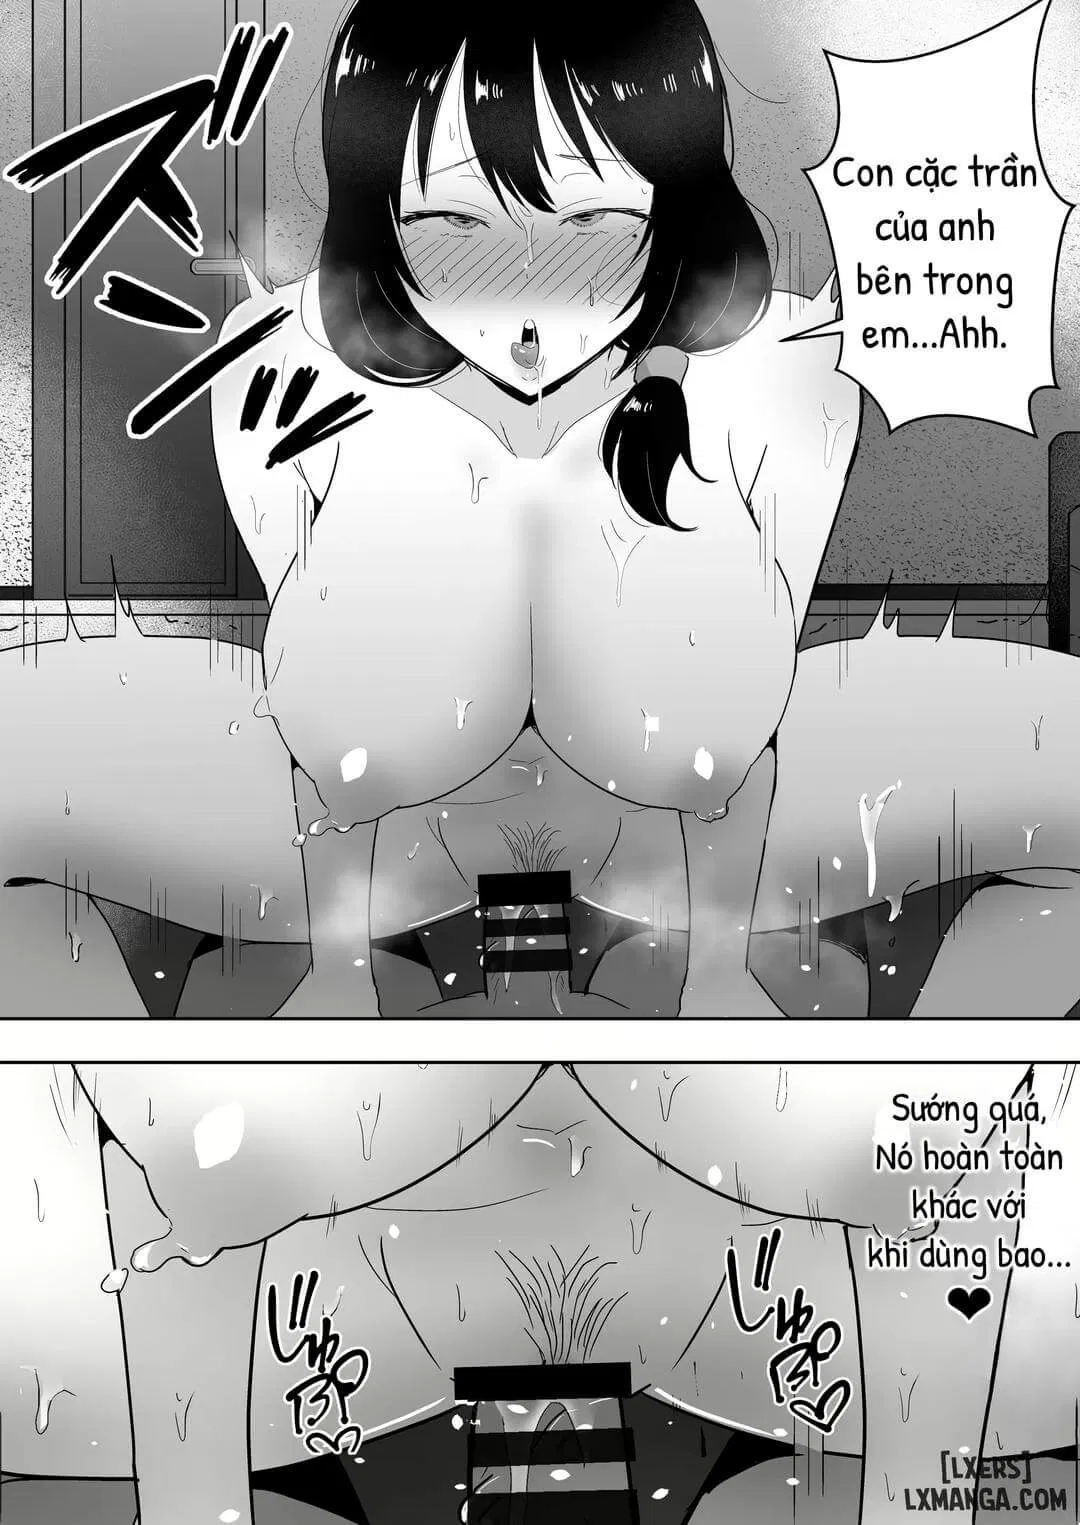 ズンッ
Con cặc trần
của anh
bên trong
em...Ahh.
Sướng quá,
Nó hoàn toàn
khác với
khi dùng bao...
❤
じゅぷ♡
じゅぷ♡
[LXERS]
LXMANGA.COM